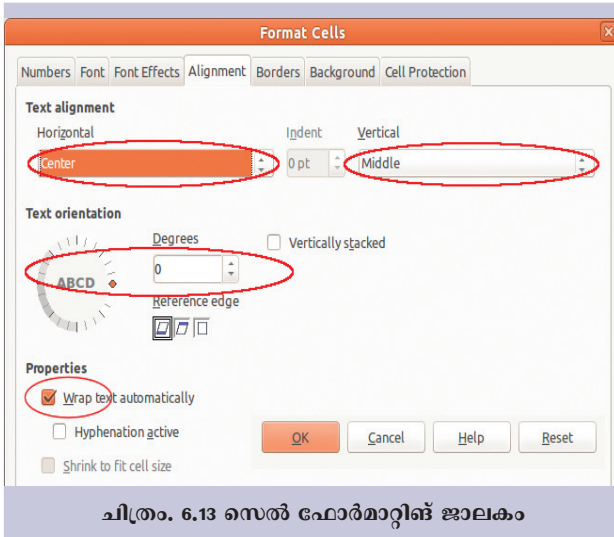 Format Cells
Numbers Font Font Effects Alignment Borders Background Cell Protection
Text alignment
Horizontal Indent Vertical
Center 0 pt Middle
Text orientation
Degrees Vertically stacked
0
ABCD
Reference edge
Properties
Wrap text automatically
Hyphenation active OK Cancel Help Reset
Shrink to fit cell size
ചിത്രം. 6.13 സെൽ ഫോർമാറ്റിങ് ജാലകം